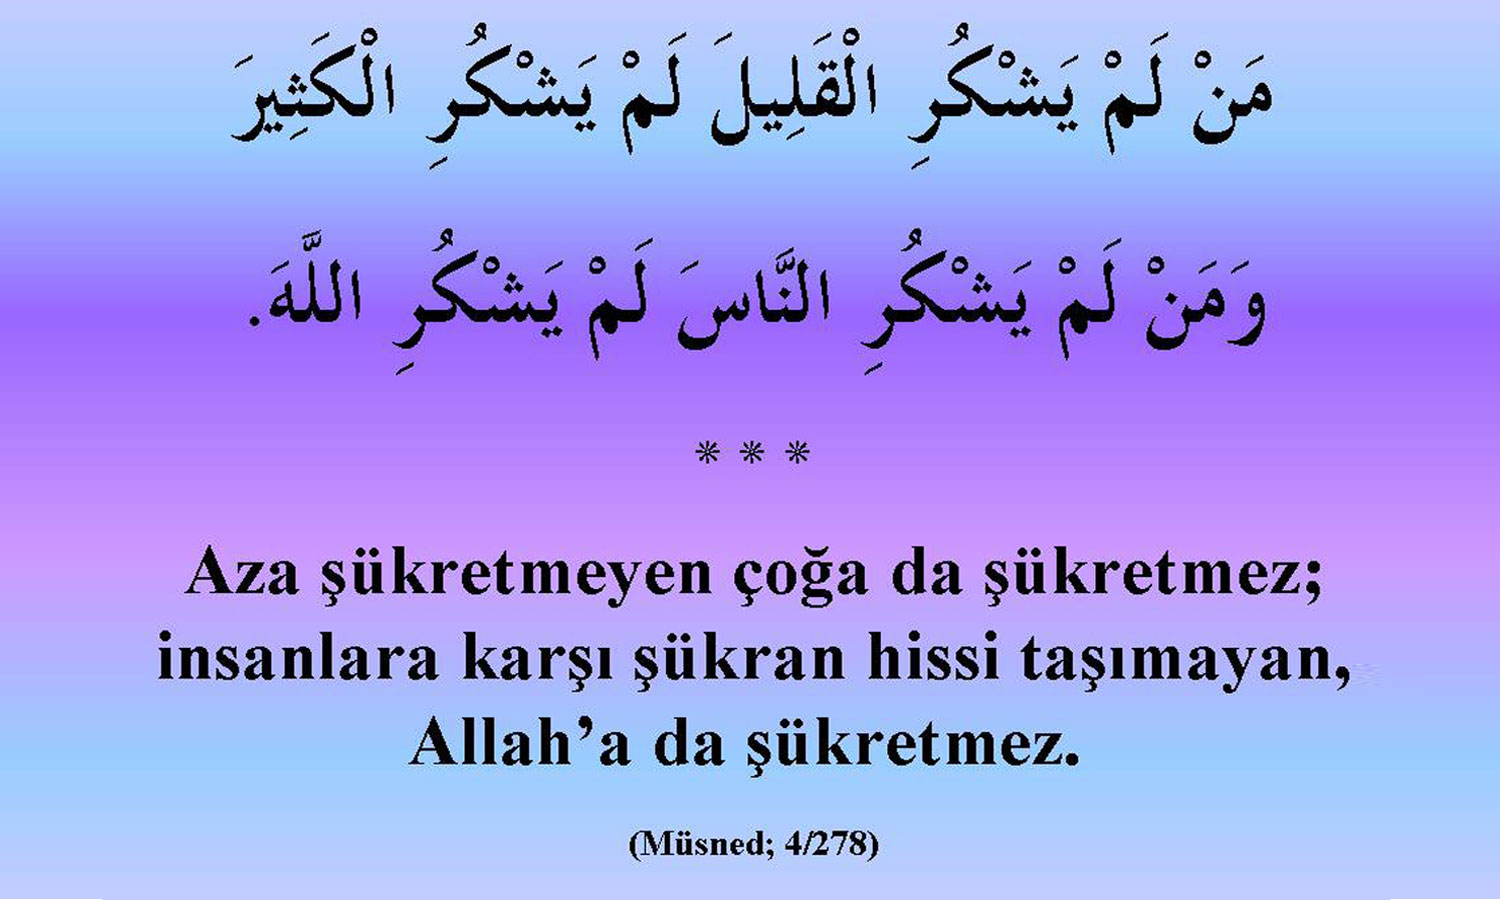 مَنْ لَمْ يَشْكُرِ الْقَلِيلَ لَمْ يَشْكُرِ الْكَثِيرَ
وَمَنْ لَمْ يَشْكُرِ النَّاسَ لَمْ يَشْكُرِ اللَّهَ.
* * *
Aza şükretmeyen çoğa da şükretmez;
insanlara karşı şükran hissi taşımayan,
Allah’a da şükretmez.
(Müsned; 4/278)